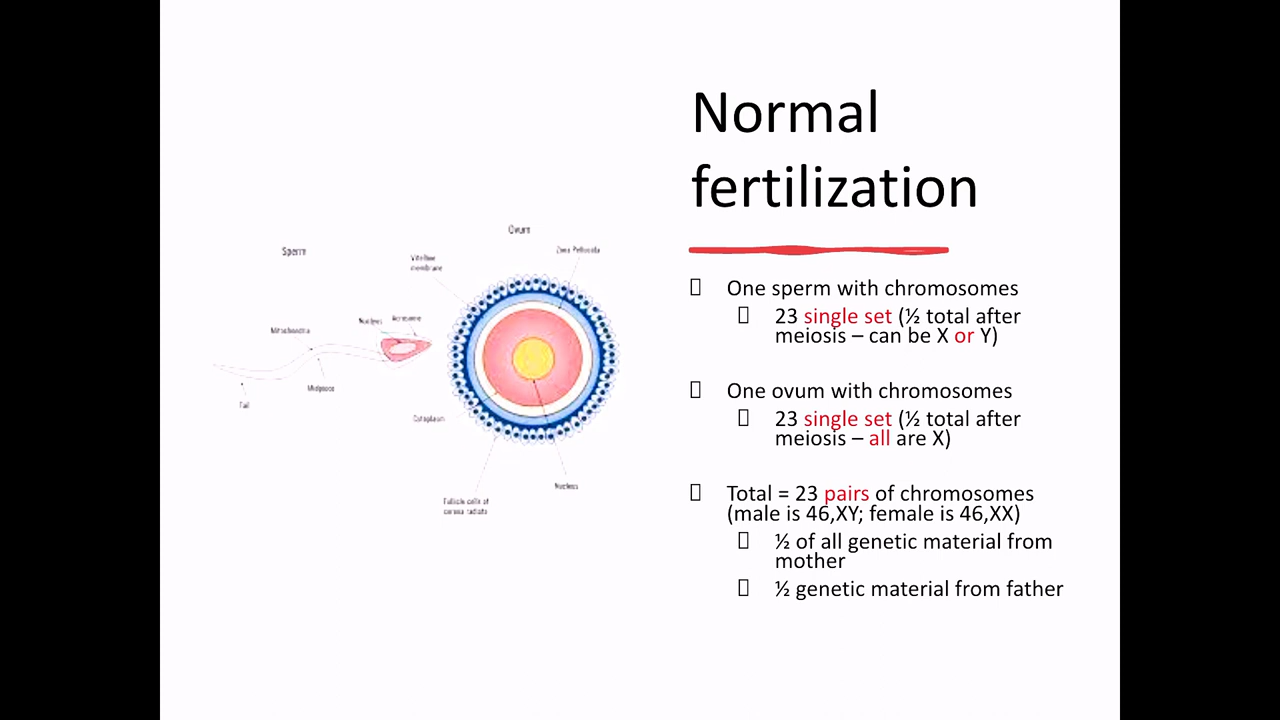 Normal
fertilization
One sperm with chromosomes
23 single set (½ total after
meiosis – can be X or Y)
One ovum with chromosomes
23 single set (½ total after
meiosis – all are X)
Total = 23 pairs of chromosomes
(male is 46,XY; female is 46,XX)
½ of all genetic material from
mother
½ genetic material from father
Sperm
Ovum
Zona Pellucida
Vitelline
membrane
Nucleus
Acrosome
Mitochondria
Midpiece
Tail
Cytoplasm
Nucleus
Follicle cells of
corona radiata